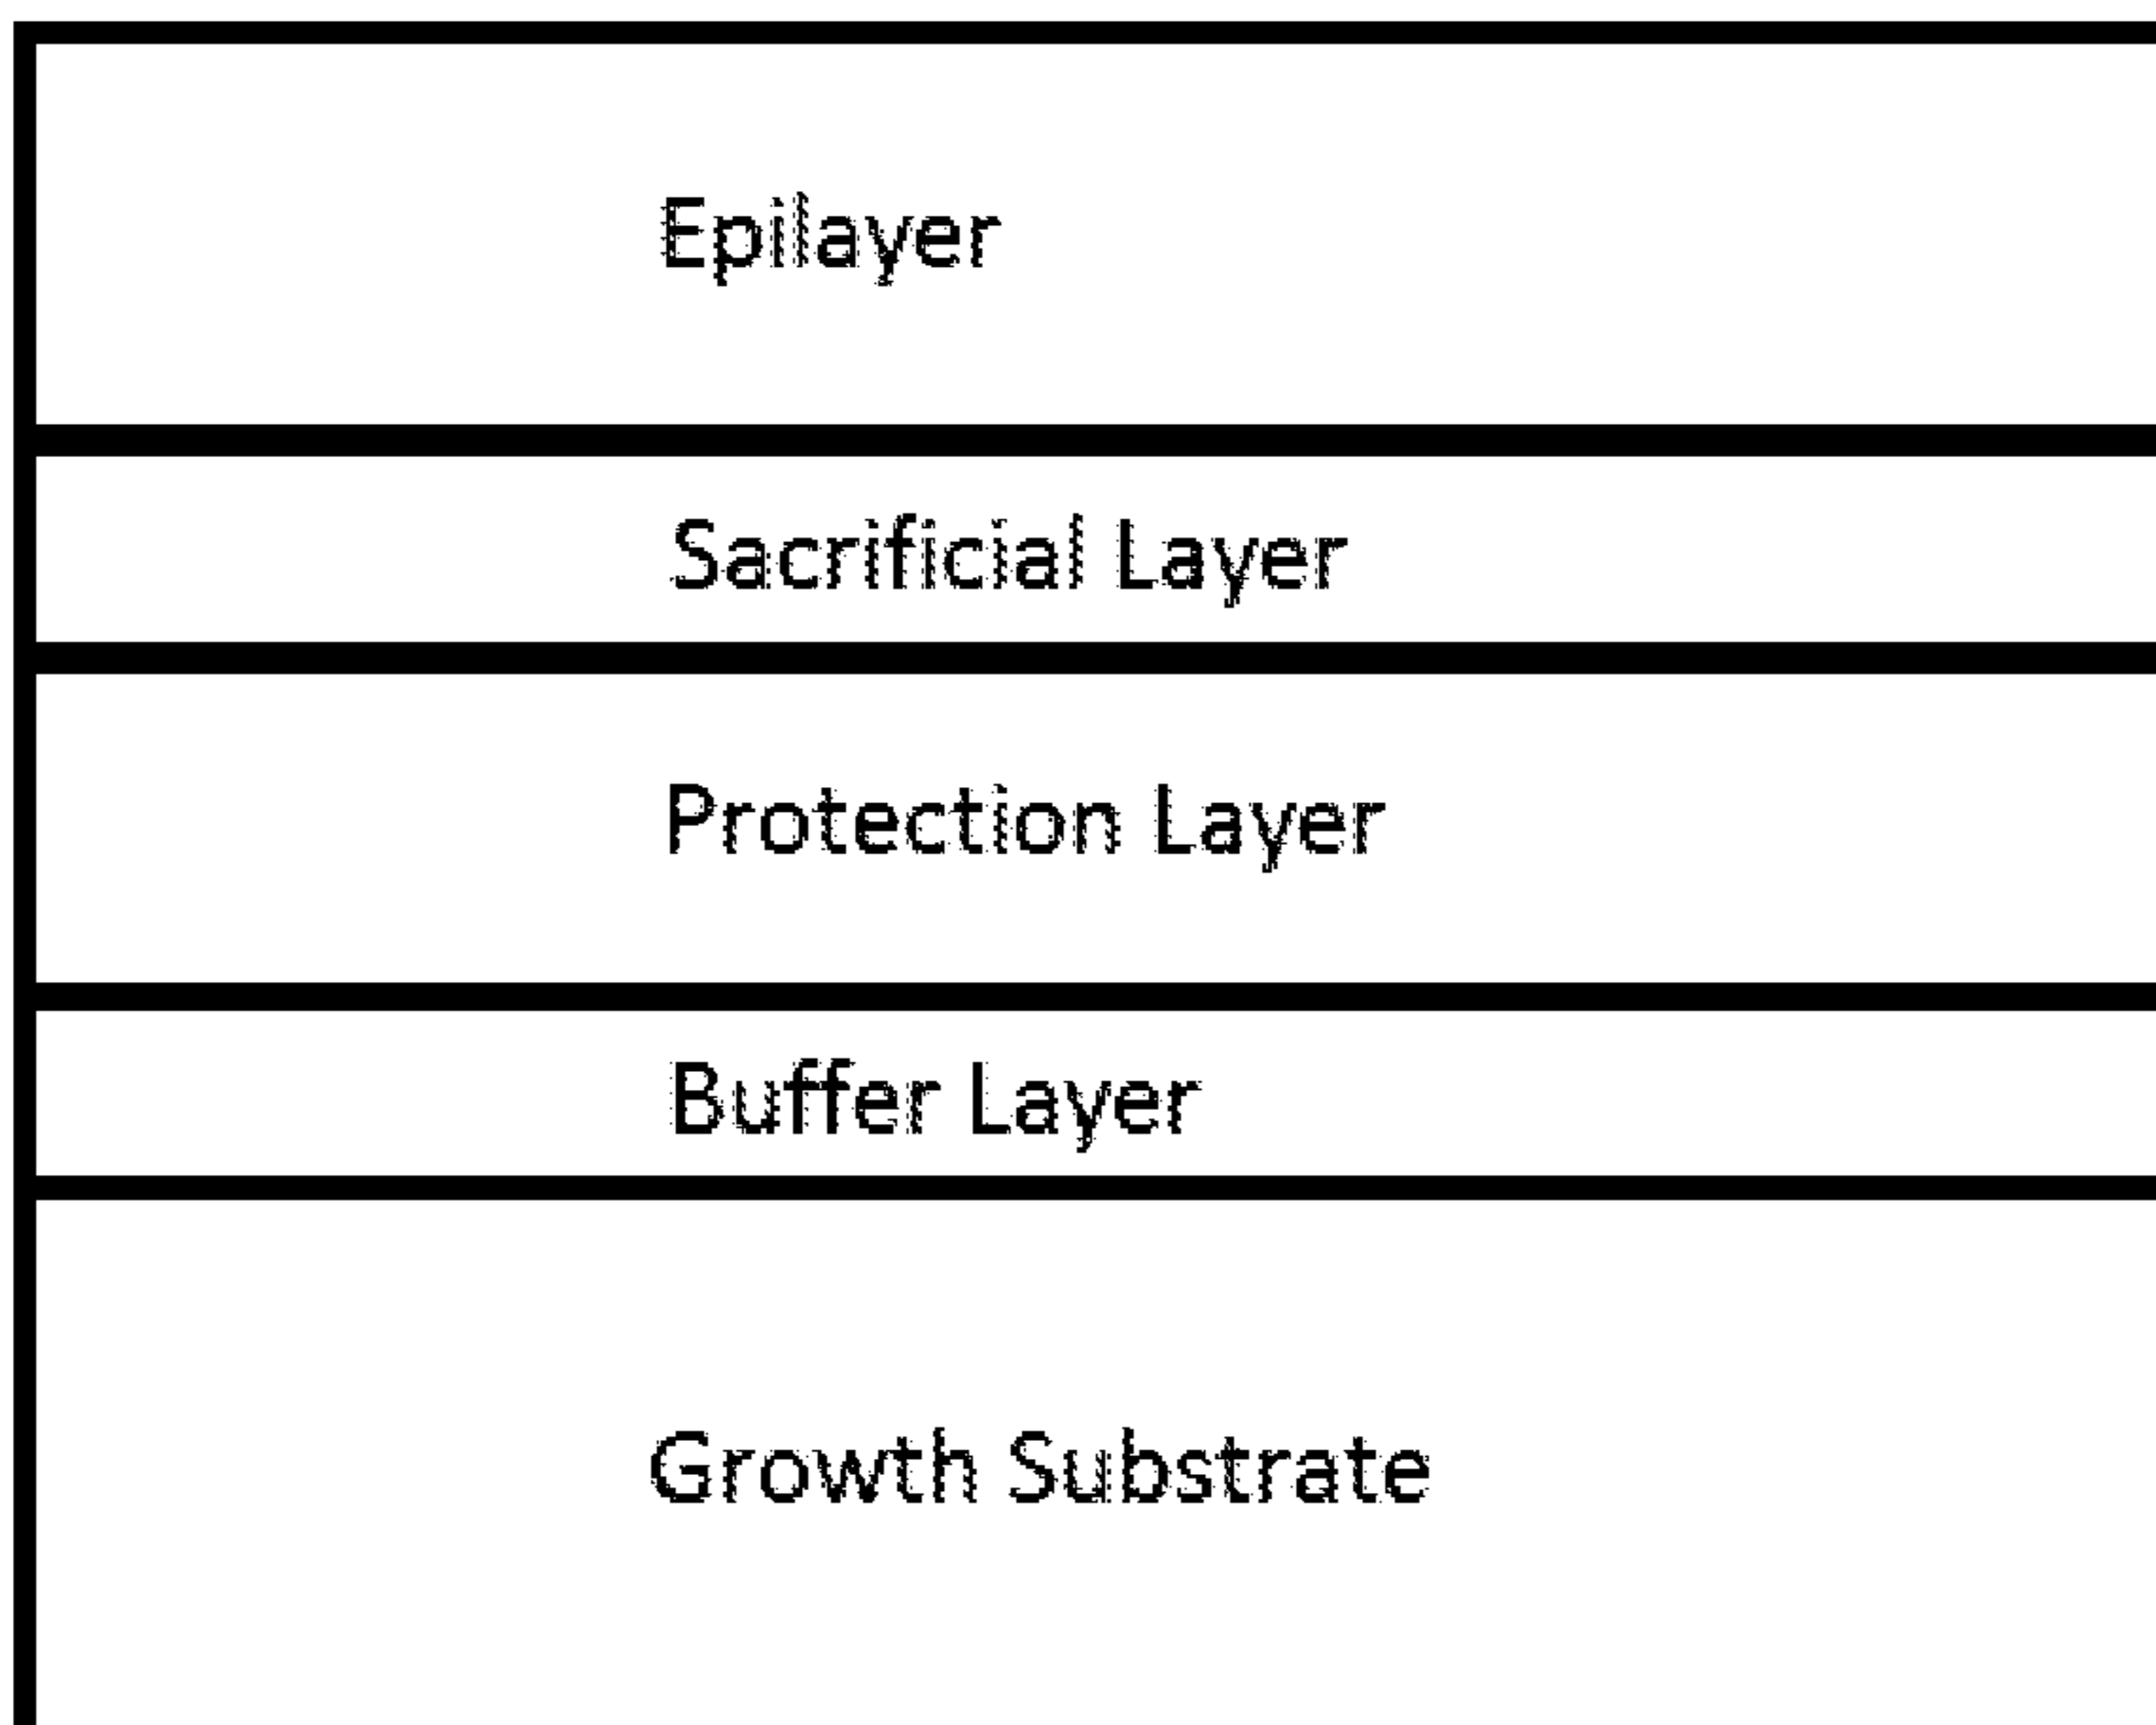 Epilayer
Sacrificial Layer
Protection Layer
Buffer Layer
Growth Substrate